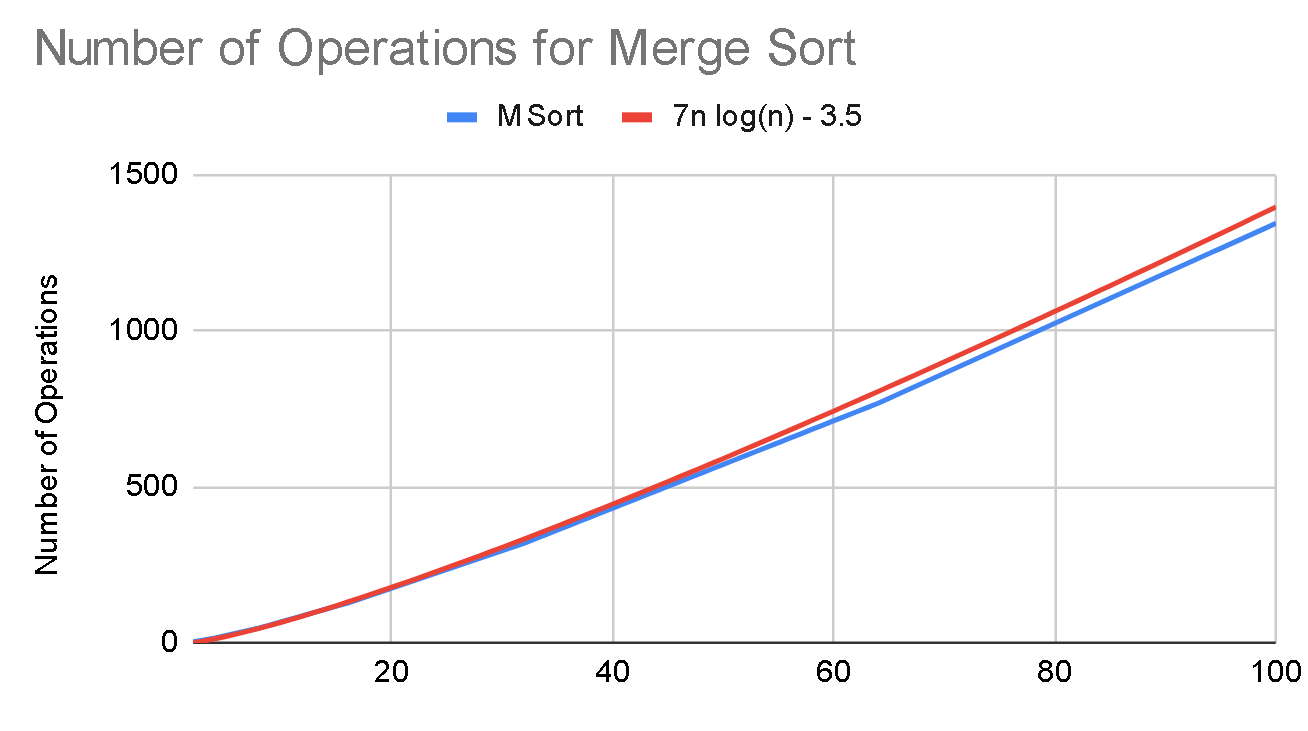 Number of Operations for Merge Sort
M Sort
7n log(n) - 3.5
Number of Operations
1500
1000
500
0
20
40
60
80
100